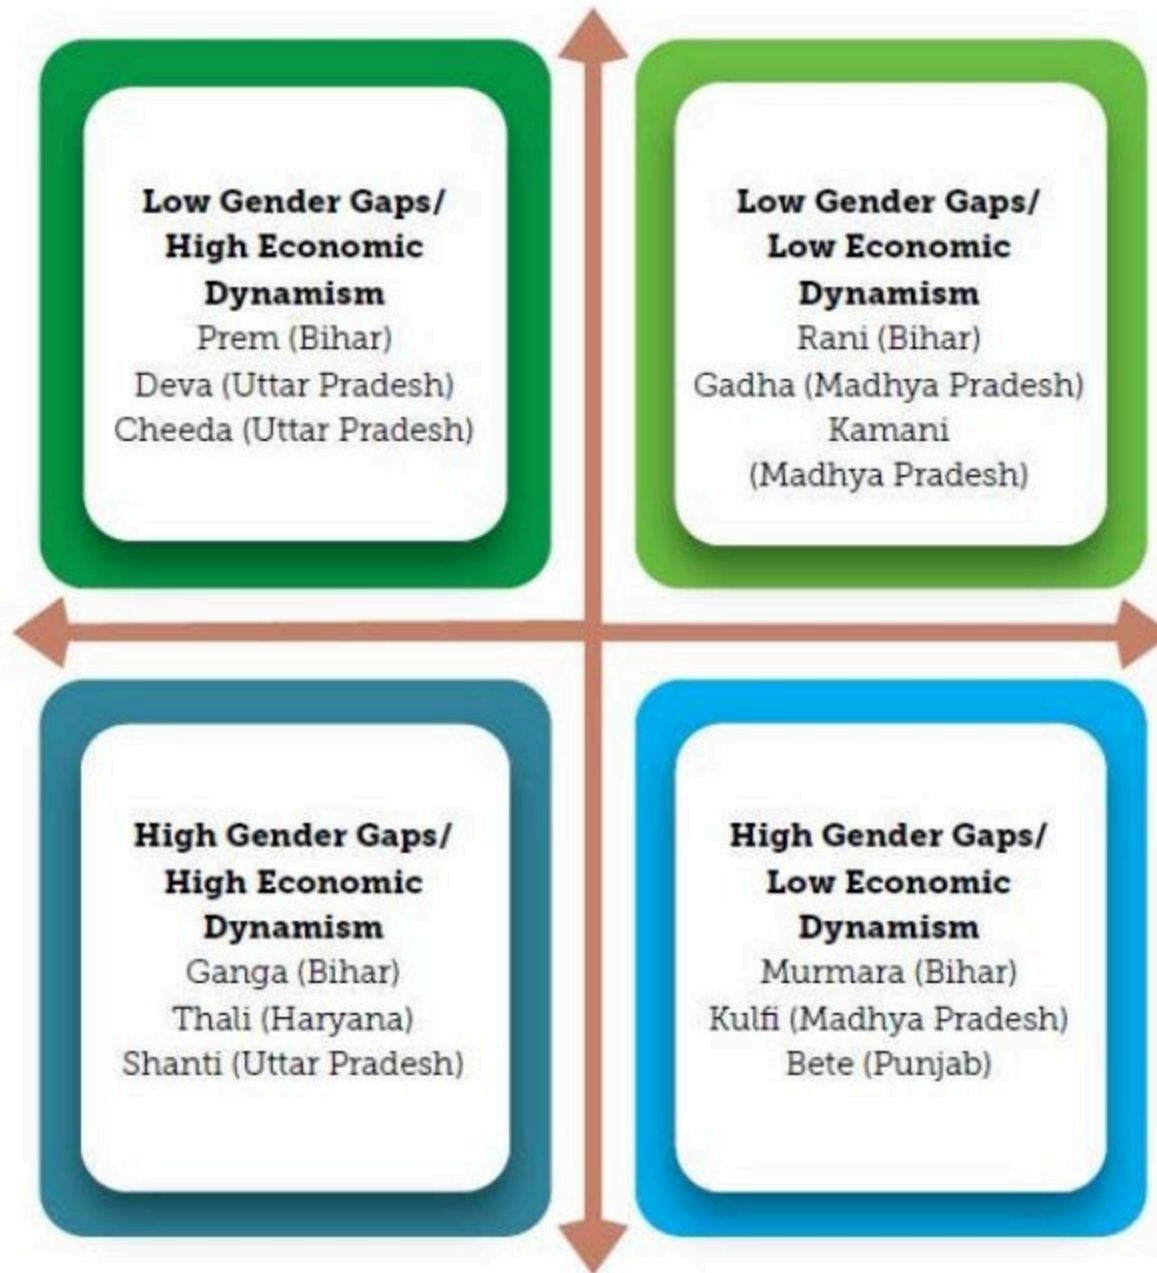 Low Gender Gaps/
High Economic
Dynamism
Prem (Bihar)
Deva (Uttar Pradesh)
Cheeda (Uttar Pradesh)
Low Gender Gaps/
Low Economic
Dynamism
Rani (Bihar)
Gadha (Madhya Pradesh)
Kamani
(Madhya Pradesh)
High Gender Gaps/
High Economic
Dynamism
Ganga (Bihar)
Thali (Haryana)
Shanti (Uttar Pradesh)
High Gender Gaps/
Low Economic
Dynamism
Murmara (Bihar)
Kulfi (Madhya Pradesh)
Bete (Punjab)